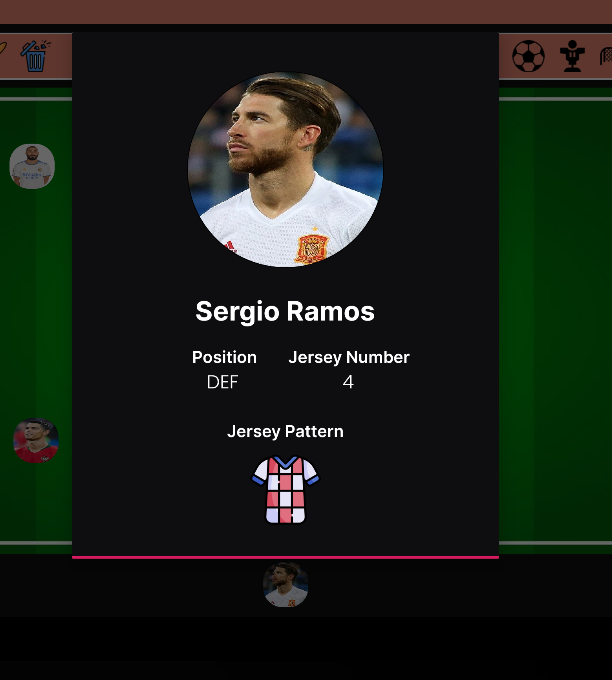 Sergio Ramos
Position Jersey Number
DEF 4
Jersey Pattern